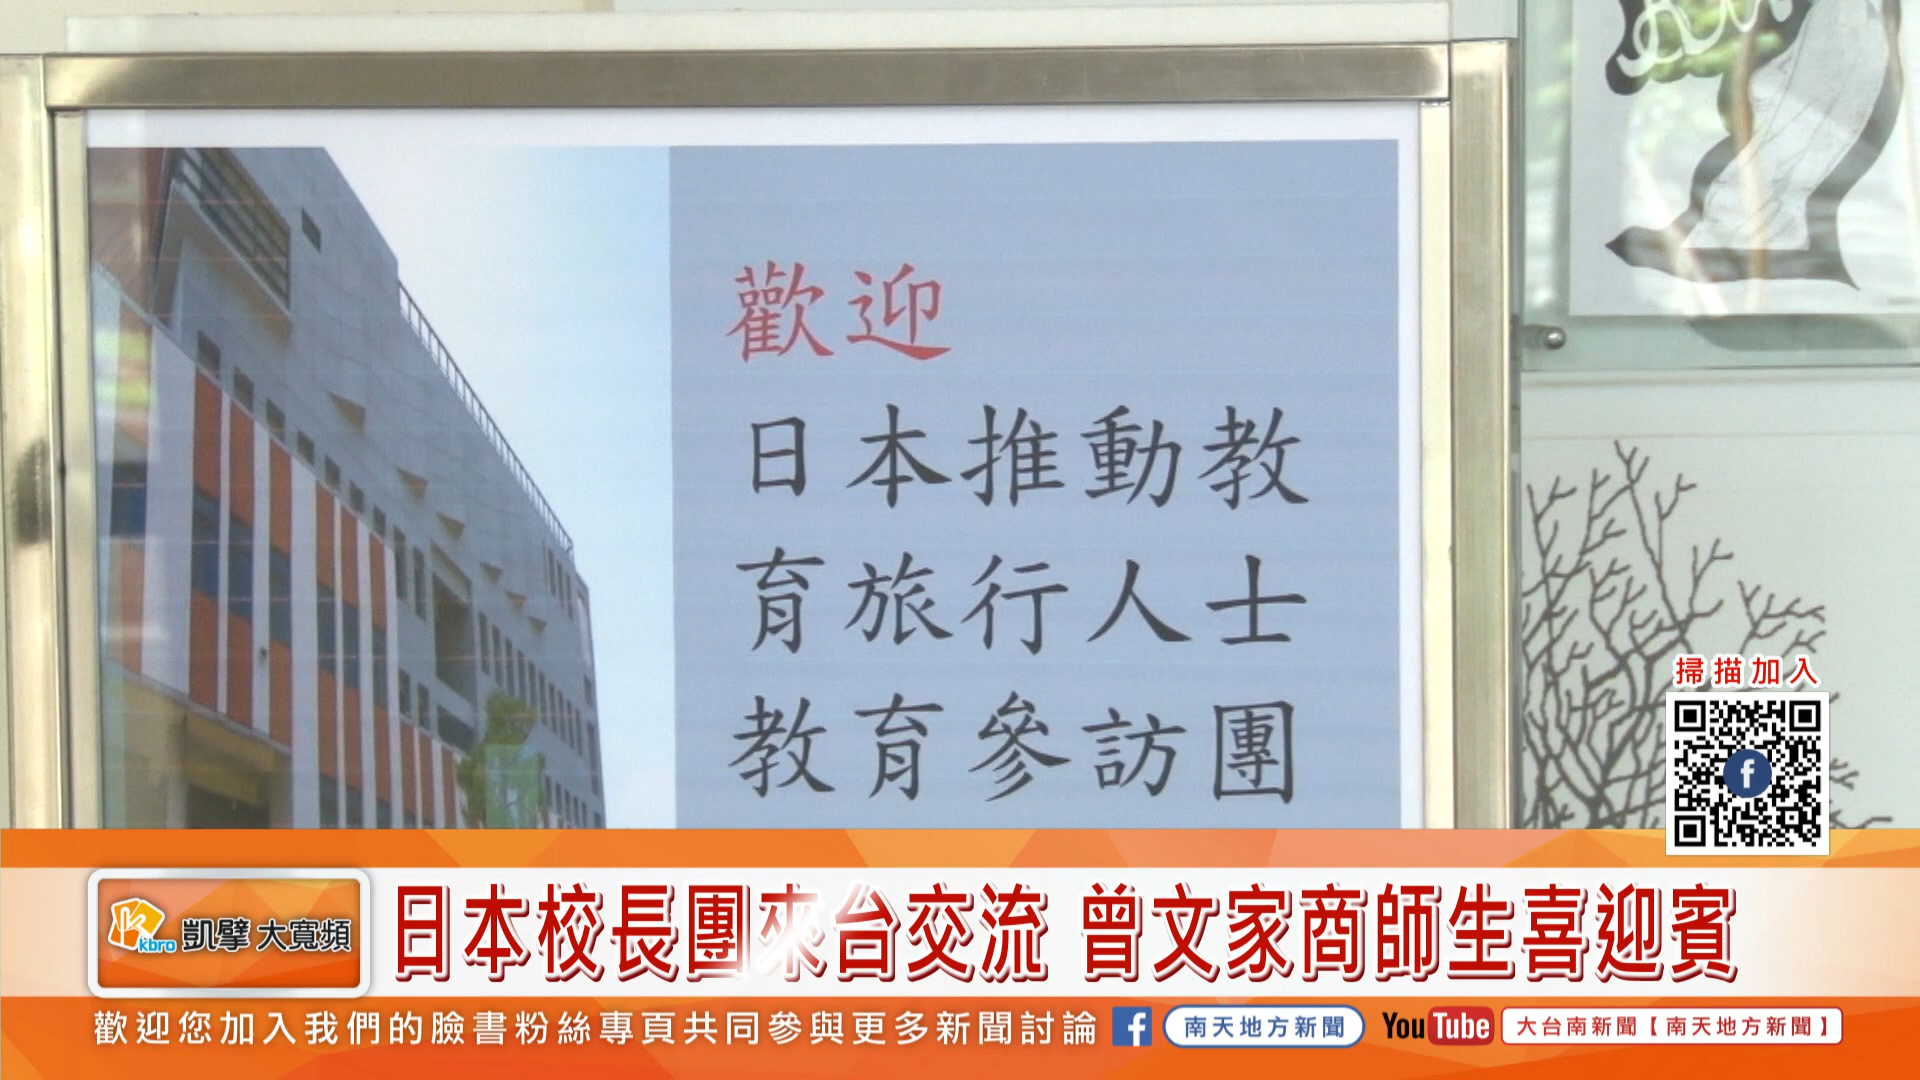 歡迎
日本推動教
育旅行人士
教育參訪團
掃描加入
kbro 凱擘大寬頻
日本校長團來台交流 曾文家商師生喜迎賓
歡迎您加入我們的臉書粉絲專頁共同參與更多新聞討論 f 南天地方新聞 YouTube 大台南新聞【南天地方新聞】